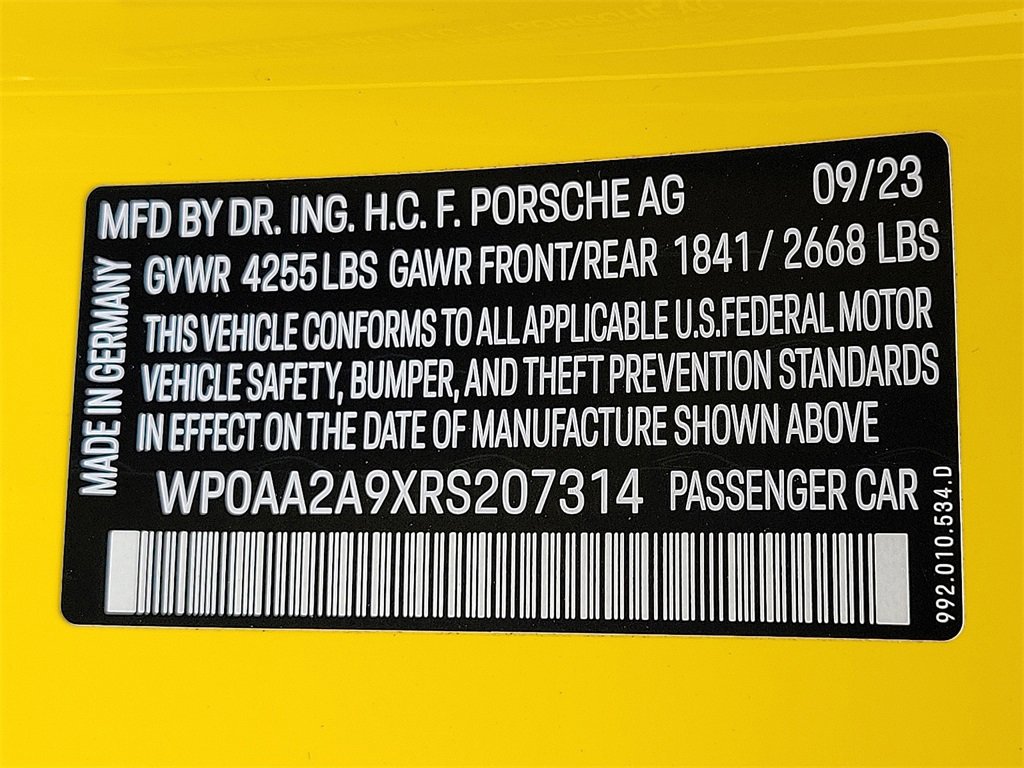 MFD BY DR. ING. H.C. F. PORSCHE AG 09/23
GVWR 4255 LBS GAWR FRONT/REAR 1841 / 2668 LBS
THIS VEHICLE CONFORMS TO ALL APPLICABLE U.S.FEDERAL MOTOR
VEHICLE SAFETY, BUMPER, AND THEFT PREVENTION STANDARDS
IN EFFECT ON THE DATE OF MANUFACTURE SHOWN ABOVE
WP0AA2A9XRS207314 PASSENGER CAR
MADE IN GERMANY
992.010.534.D